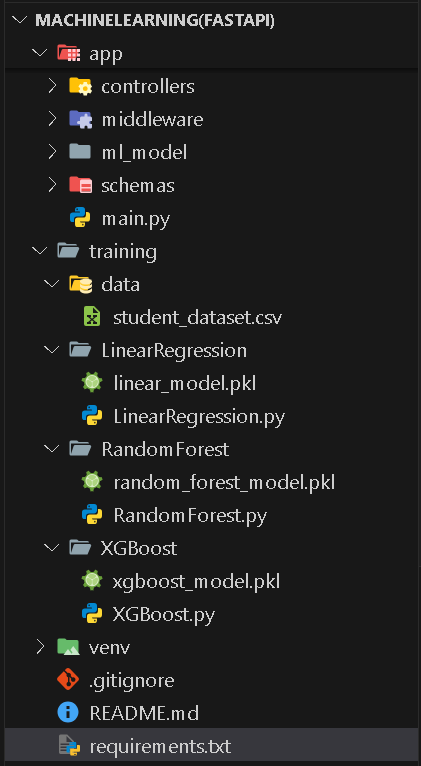 MACHINELEARNING(FASTAPI)
app
controllers
middleware
ml_model
schemas
main.py
training
data
student_dataset.csv
LinearRegression
linear_model.pkl
LinearRegression.py
RandomForest
random_forest_model.pkl
RandomForest.py
XGBoost
xgboost_model.pkl
XGBoost.py
venv
.gitignore
README.md
requirements.txt